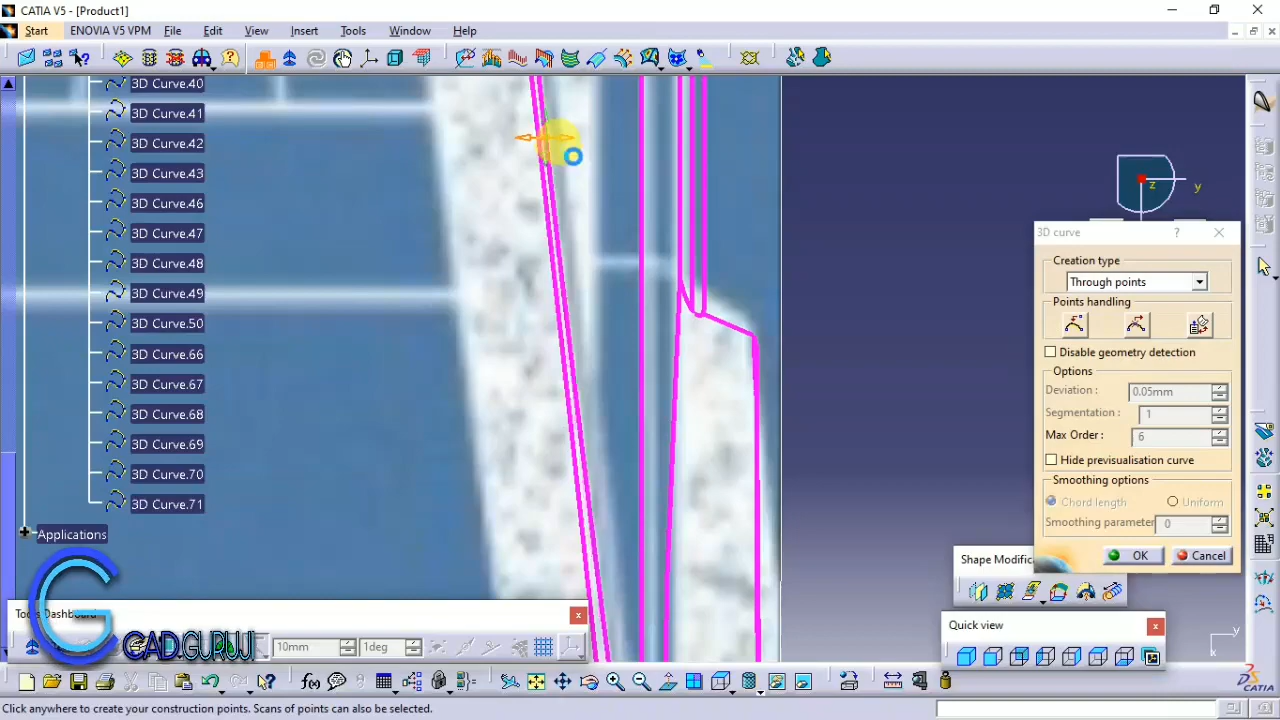 CATIA V5 - [Product1]
Start ENOVIA V5 VPM File Edit View Insert Tools Window Help
3D Curve.40
3D Curve.41
3D Curve.42
3D Curve.43
3D Curve.46
3D Curve.47
3D Curve.48
3D Curve.49
3D Curve.50
3D Curve.66
3D Curve.67
3D Curve.68
3D Curve.69
3D Curve.70
3D Curve.71
Applications
z
y
3D curve
Creation type
Through points
Points handling
Disable geometry detection
Options
Deviation : 0.05mm
Segmentation : 1
Max Order : 6
Hide previsualisation curve
Smoothing options
Chord length Uniform
Smoothing parameter 0
OK Cancel
Shape Modific
Quick view
Tools Dashboard
10mm 1deg
CAD.GURUJI
f(x)
y
x
CATIA
Click anywhere to create your construction points. Scans of points can also be selected.